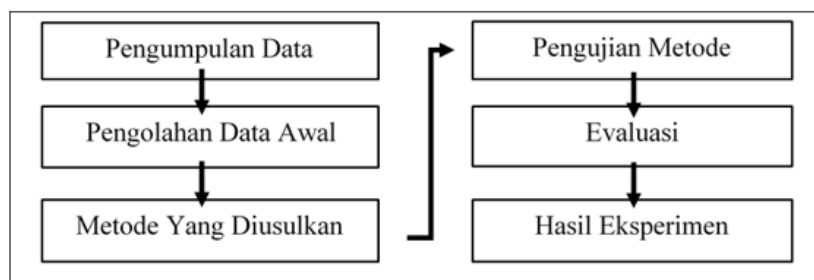 Pengumpulan Data
Pengolahan Data Awal
Metode Yang Diusulkan
Pengujian Metode
Evaluasi
Hasil Eksperimen